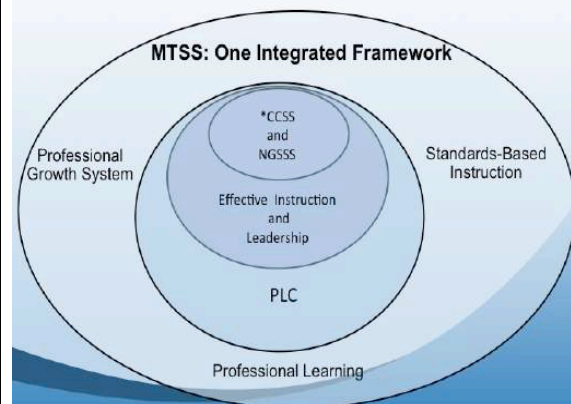 MTSS: One Integrated Framework
*CCSS
and
NGSSS
Professional
Growth System
Standards-Based
Instruction
Effective Instruction
and
Leadership
PLC
Professional Learning